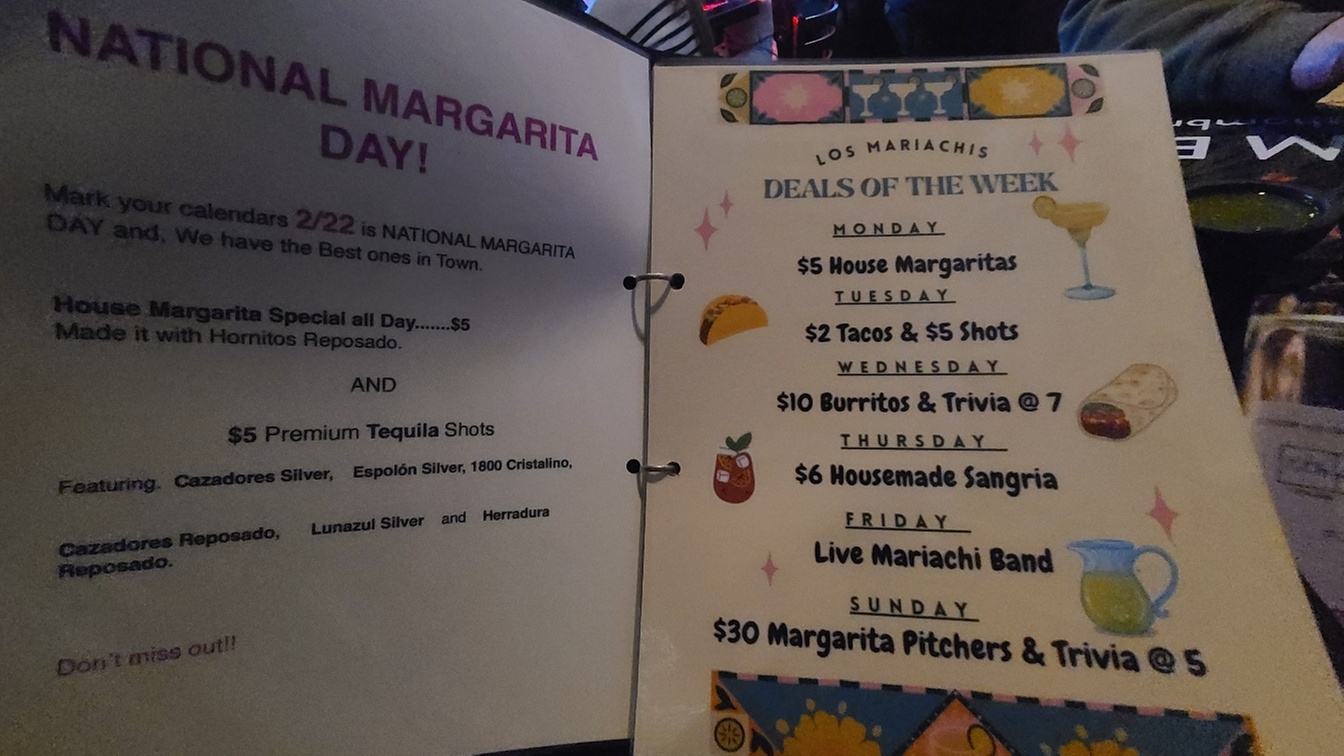 NATIONAL MARGARITA
DAY!
Mark your calendars 2/22 is NATIONAL MARGARITA
DAY and. We have the Best ones in Town.
House Margarita Special all Day.......$5
Made it with Hornitos Reposado.
AND
$5 Premium Tequila Shots
Featuring. Cazadores Silver, Espolón Silver, 1800 Cristalino,
Cazadores Reposado, Lunazul Silver and Herradura
Reposado.
Don't miss out!!
LOS MARIACHIS
DEALS OF THE WEEK
MONDAY
$5 House Margaritas
TUESDAY
$2 Tacos & $5 Shots
WEDNESDAY
$10 Burritos & Trivia @ 7
THURSDAY
$6 Housemade Sangria
FRIDAY
Live Mariachi Band
SUNDAY
$30 Margarita Pitchers & Trivia @ 5